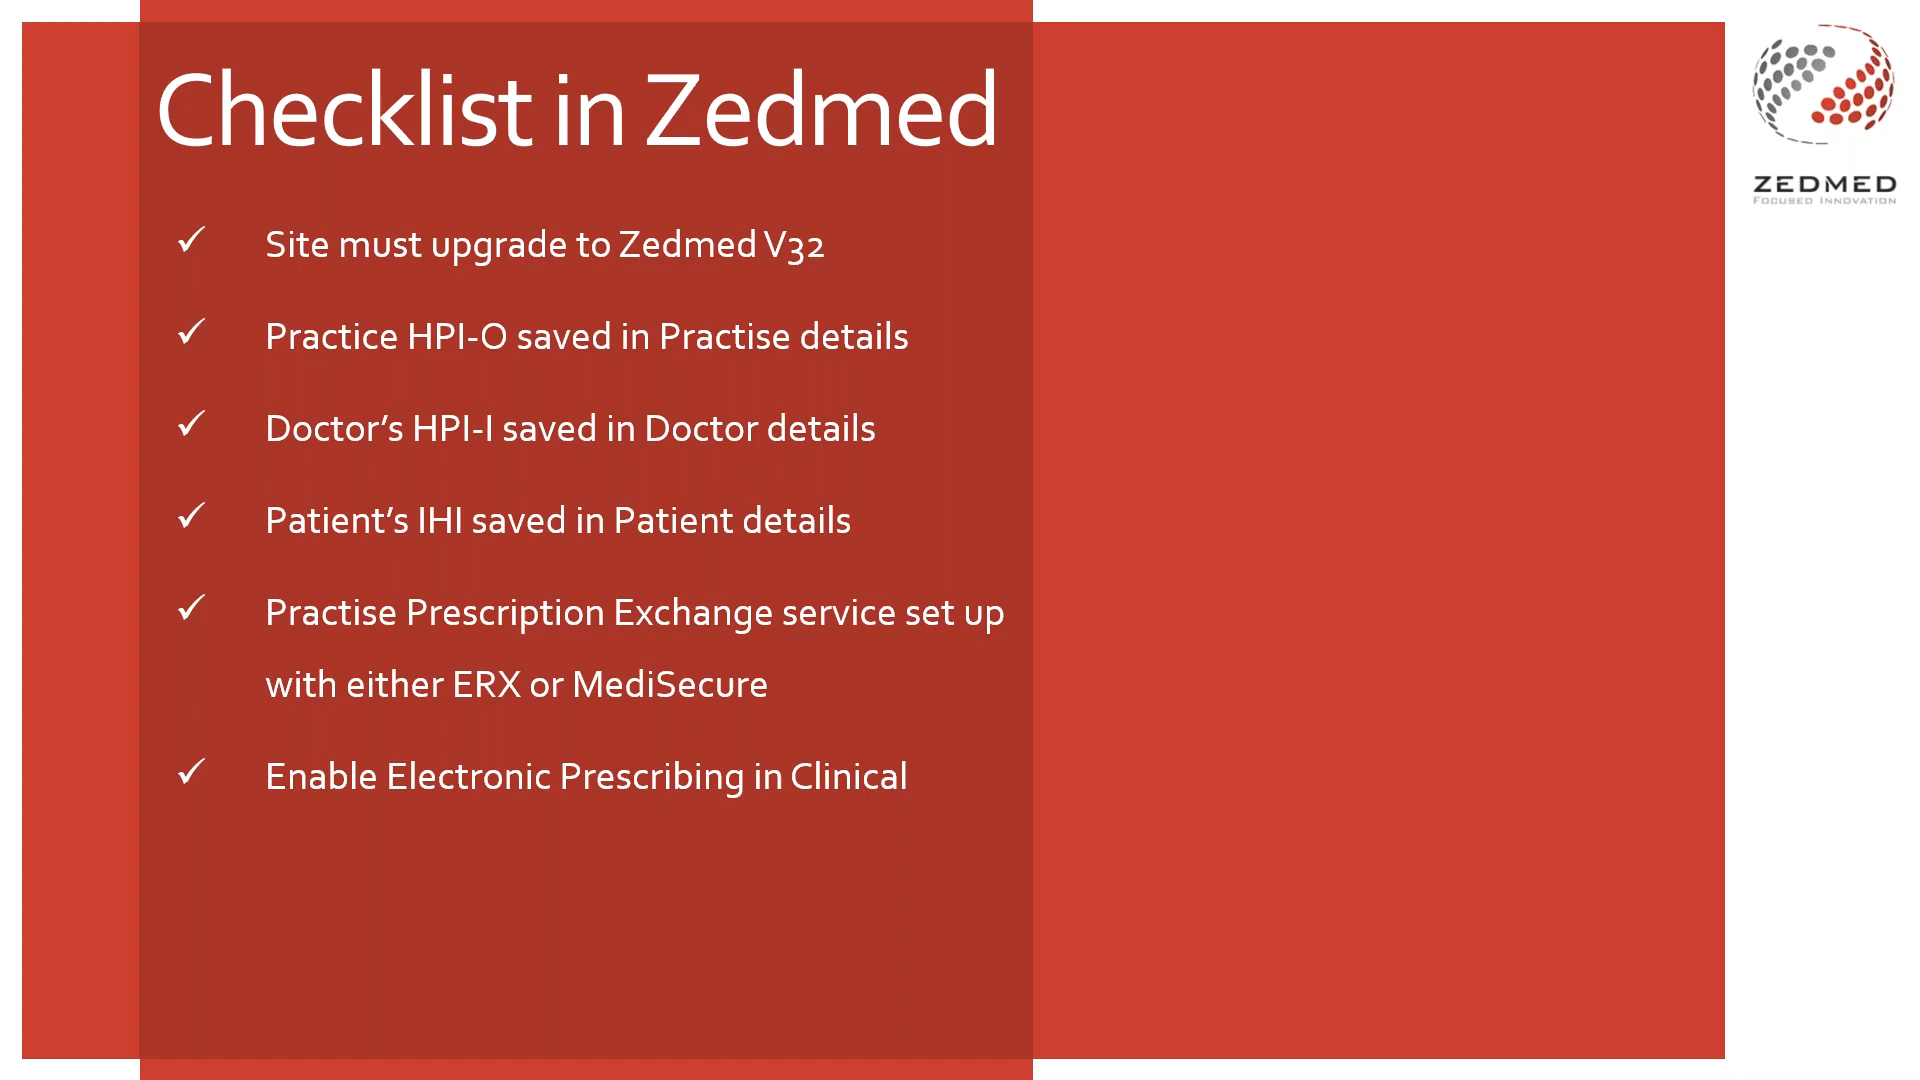 Checklist in Zedmed
✓ Site must upgrade to Zedmed V32
✓ Practice HPI-O saved in Practise details
✓ Doctor’s HPI-I saved in Doctor details
✓ Patient’s IHI saved in Patient details
✓ Practise Prescription Exchange service set up
with either ERX or MediSecure
✓ Enable Electronic Prescribing in Clinical
ZEDMED
Focused Innovation